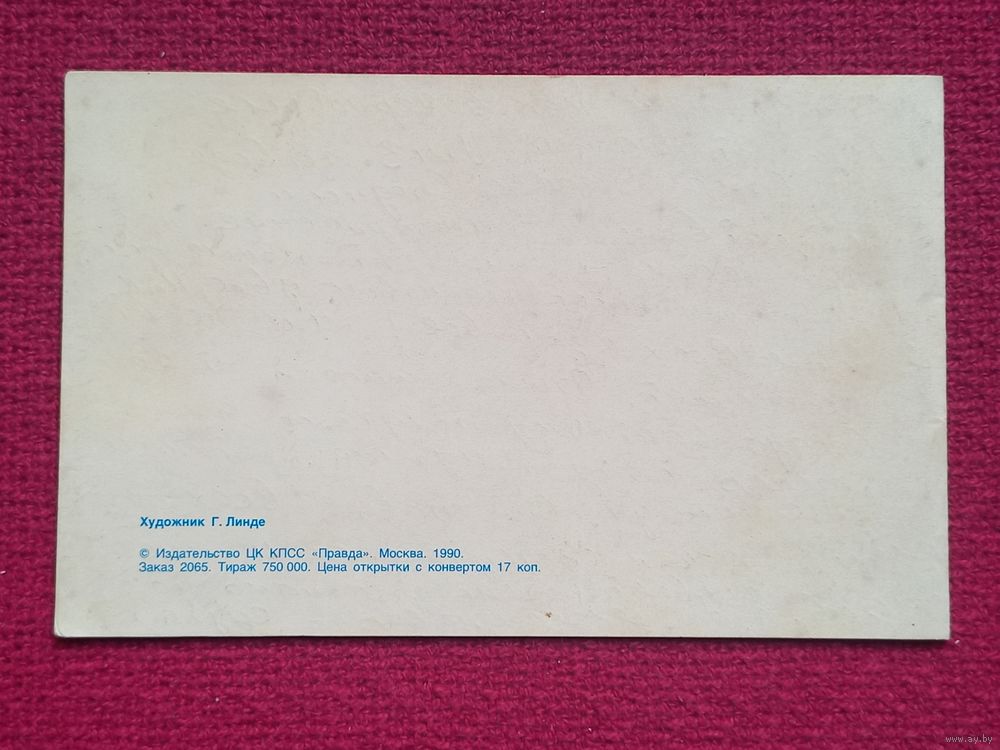 Художник Г. Линде
© Издательство ЦК КПСС «Правда». Москва. 1990.
Заказ 2065. Тираж 750 000. Цена открытки с конвертом 17 коп.
www.ay.by